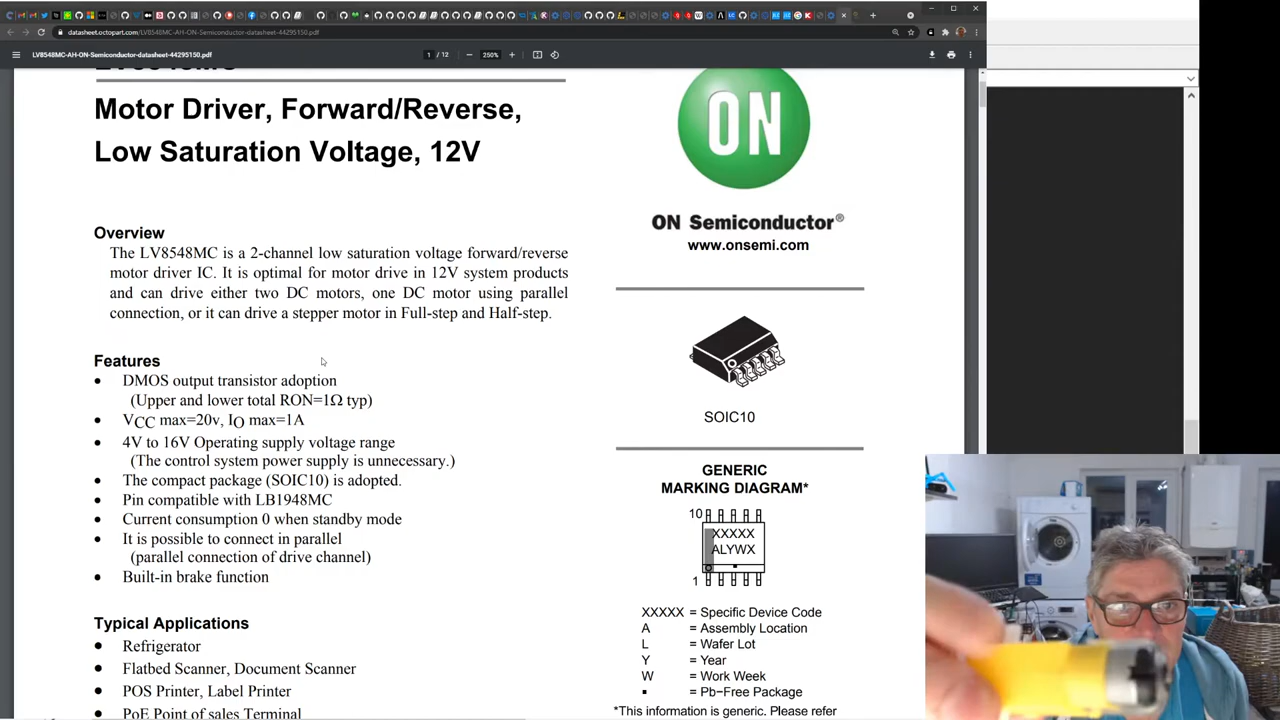 datasheet.octopart.com/LV8548MC-AH-ON-Semiconductor-datasheet-44295150.pdf
LV8548MC-AH-ON-Semiconductor-datasheet-44295150.pdf
1 / 12
250%
Motor Driver, Forward/Reverse,
Low Saturation Voltage, 12V
Overview
The LV8548MC is a 2-channel low saturation voltage forward/reverse
motor driver IC. It is optimal for motor drive in 12V system products
and can drive either two DC motors, one DC motor using parallel
connection, or it can drive a stepper motor in Full-step and Half-step.
Features
• DMOS output transistor adoption
(Upper and lower total RON=1Ω typ)
• VCC max=20v, IO max=1A
• 4V to 16V Operating supply voltage range
(The control system power supply is unnecessary.)
• The compact package (SOIC10) is adopted.
• Pin compatible with LB1948MC
• Current consumption 0 when standby mode
• It is possible to connect in parallel
(parallel connection of drive channel)
• Built-in brake function
Typical Applications
• Refrigerator
• Flatbed Scanner, Document Scanner
• POS Printer, Label Printer
• PoE Point of sales Terminal
ON
ON Semiconductor®
www.onsemi.com
SOIC10
GENERIC
MARKING DIAGRAM*
10
XXXXX
ALYWX
1
XXXXX = Specific Device Code
A = Assembly Location
L = Wafer Lot
Y = Year
W = Work Week
▪ = Pb-Free Package
*This information is generic. Please refer